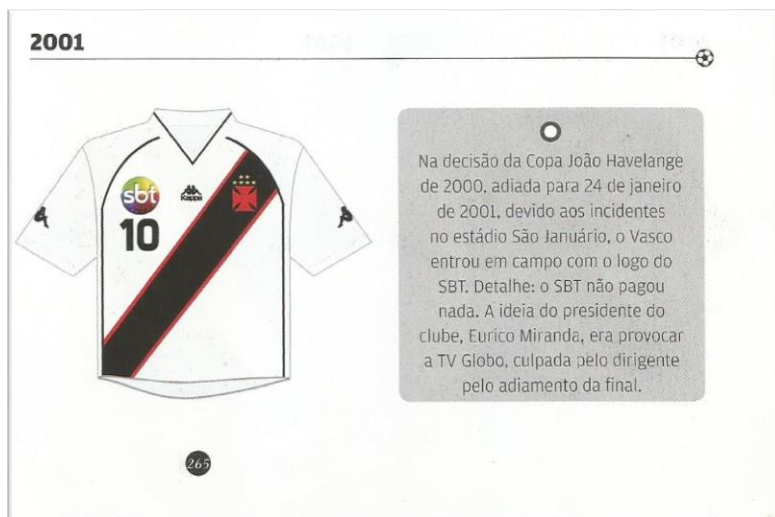 2001
sbt
Kappa
10
Na decisão da Copa João Havelange
de 2000, adiada para 24 de janeiro
de 2001, devido aos incidentes
no estádio São Januário, o Vasco
entrou em campo com o logo do
SBT. Detalhe: o SBT não pagou
nada. A ideia do presidente do
clube, Eurico Miranda, era provocar
a TV Globo, culpada pelo dirigente
pelo adiamento da final.
265